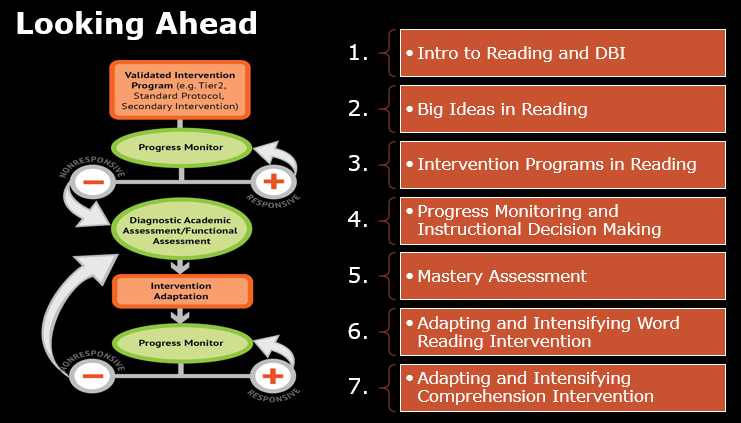 Looking Ahead
Validated Intervention
Program (e.g. Tier2,
Standard Protocol,
Secondary Intervention)
Progress Monitor
NONRESPONSIVE
RESPONSIVE
Diagnostic Academic
Assessment/Functional
Assessment
Intervention
Adaptation
Progress Monitor
NONRESPONSIVE
RESPONSIVE
1. • Intro to Reading and DBI
2. • Big Ideas in Reading
3. • Intervention Programs in Reading
4. • Progress Monitoring and
Instructional Decision Making
5. • Mastery Assessment
6. • Adapting and Intensifying Word
Reading Intervention
7. • Adapting and Intensifying
Comprehension Intervention